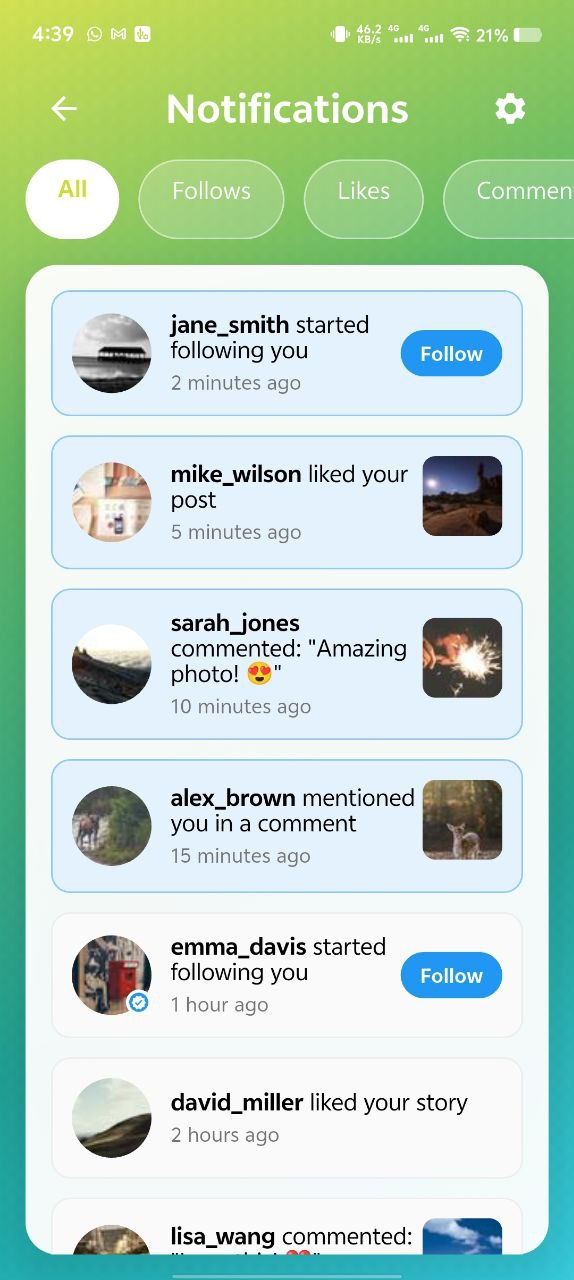 4:39 46.2 KB/s 4G 4G 21%
Notifications
All Follows Likes Commen
jane_smith started
following you
2 minutes ago
Follow
mike_wilson liked your
post
5 minutes ago
sarah_jones
commented: "Amazing
photo! 😍"
10 minutes ago
alex_brown mentioned
you in a comment
15 minutes ago
emma_davis started
following you
1 hour ago
Follow
david_miller liked your story
2 hours ago
lisa_wang commented: